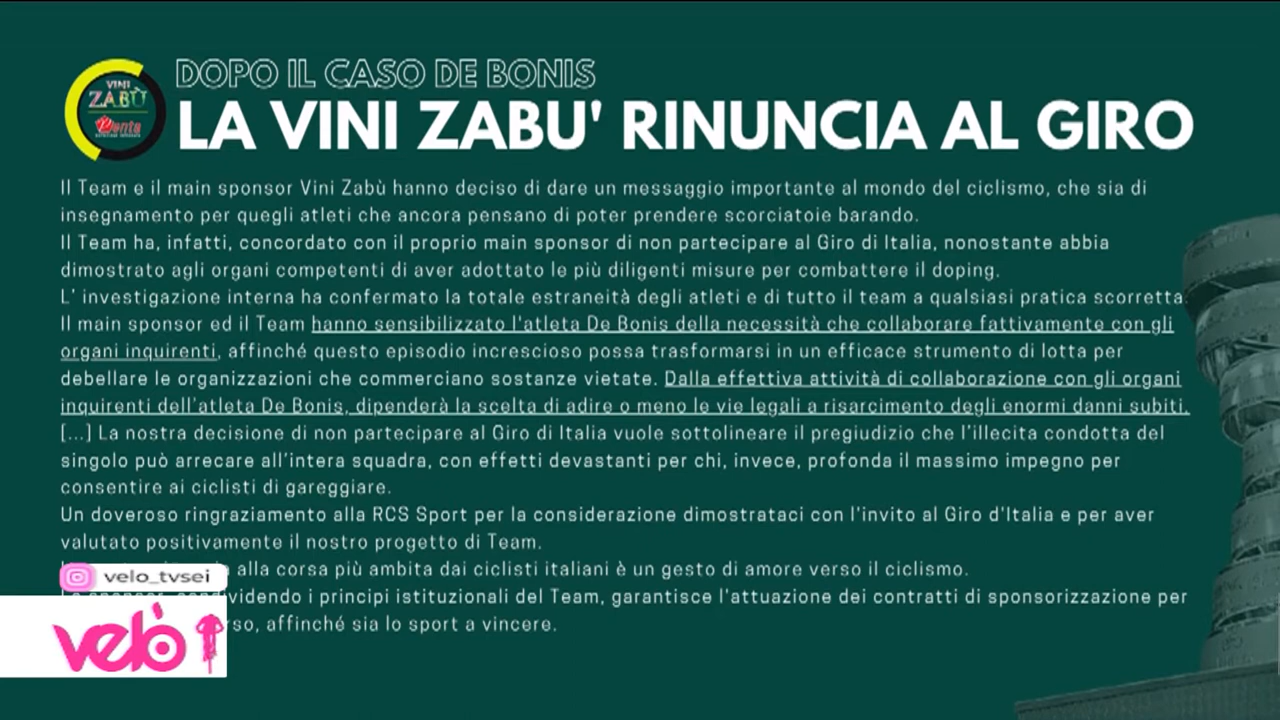 DOPO IL CASO DE BONIS
VINI
ZABÙ
LA VINI ZABU' RINUNCIA AL GIRO
Il Team e il main sponsor Vini Zabù hanno deciso di dare un messaggio importante al mondo del ciclismo, che sia di
insegnamento per quegli atleti che ancora pensano di poter prendere scorciatoie barando.
Il Team ha, infatti, concordato con il proprio main sponsor di non partecipare al Giro di Italia, nonostante abbia
dimostrato agli organi competenti di aver adottato le più diligenti misure per combattere il doping.
L' investigazione interna ha confermato la totale estraneità degli atleti e di tutto il team a qualsiasi pratica scorretta.
Il main sponsor ed il Team hanno sensibilizzato l'atleta De Bonis della necessità che collaborare fattivamente con gli
organi inquirenti, affinché questo episodio increscioso possa trasformarsi in un efficace strumento di lotta per
debellare le organizzazioni che commerciano sostanze vietate. Dalla effettiva attività di collaborazione con gli organi
inquirenti dell'atleta De Bonis, dipenderà la scelta di adire o meno le vie legali a risarcimento degli enormi danni subiti.
[...] La nostra decisione di non partecipare al Giro di Italia vuole sottolineare il pregiudizio che l'illecita condotta del
singolo può arrecare all'intera squadra, con effetti devastanti per chi, invece, profonda il massimo impegno per
consentire ai ciclisti di gareggiare.
Un doveroso ringraziamento alla RCS Sport per la considerazione dimostrataci con l'invito al Giro d'Italia e per aver
valutato positivamente il nostro progetto di Team.
alla corsa più ambita dai ciclisti italiani è un gesto di amore verso il ciclismo.
velo_tvsei
i principi istituzionali del Team, garantisce l'attuazione dei contratti di sponsorizzazione per
affinché sia lo sport a vincere.
velò